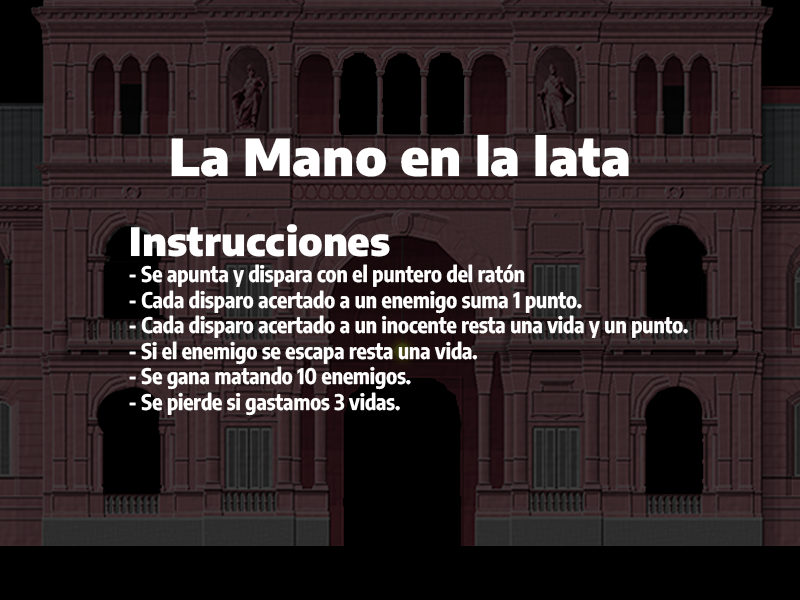 La Mano en la lata
Instrucciones
- Se apunta y dispara con el puntero del ratón
- Cada disparo acertado a un enemigo suma 1 punto.
- Cada disparo acertado a un inocente resta una vida y un punto.
- Si el enemigo se escapa resta una vida.
- Se gana matando 10 enemigos.
- Se pierde si gastamos 3 vidas.